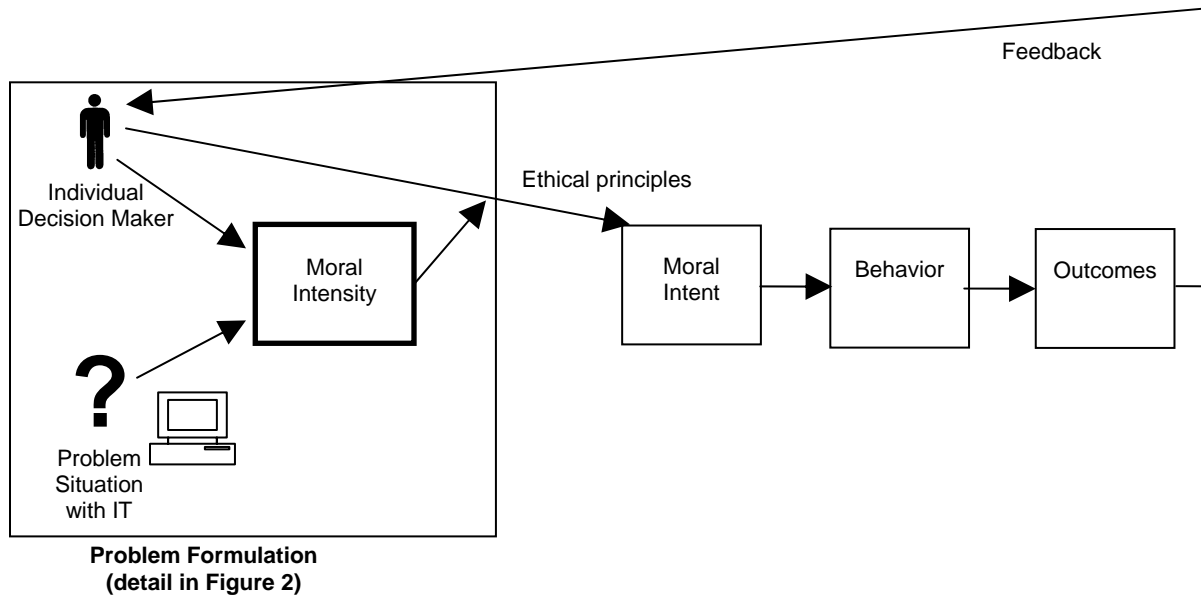 Feedback
Individual
Decision Maker
Ethical principles
Moral
Intensity
Moral
Intent
Behavior
Outcomes
?
Problem
Situation
with IT
Problem Formulation
(detail in Figure 2)